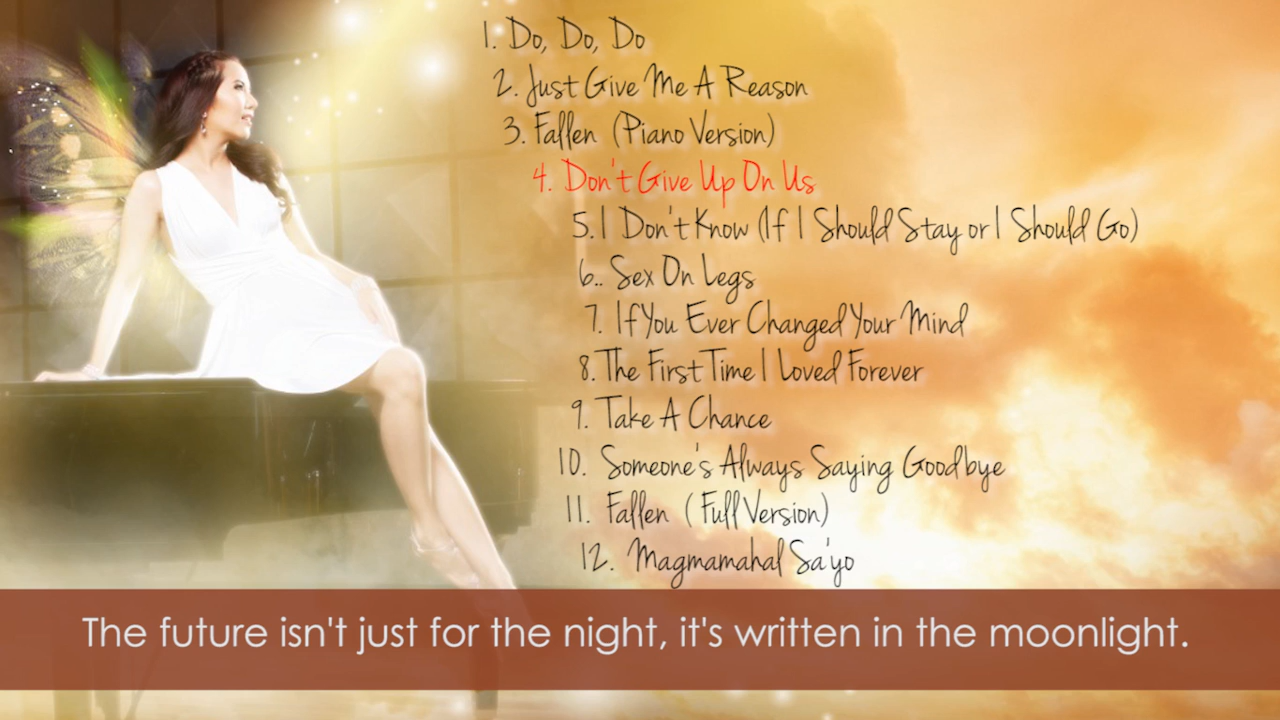 1. Do, Do, Do
2. Just Give Me A Reason
3. Fallen (Piano Version)
4. Don't Give Up On Us
5. I Don't Know (If I Should Stay or I Should Go)
6.. Sex On Legs
7. If You Ever Changed Your Mind
8. The First Time I Loved Forever
9. Take A Chance
10. Someone's Always Saying Goodbye
11. Fallen ( Full Version)
12. Magmamahal Sa'yo
The future isn't just for the night, it's written in the moonlight.